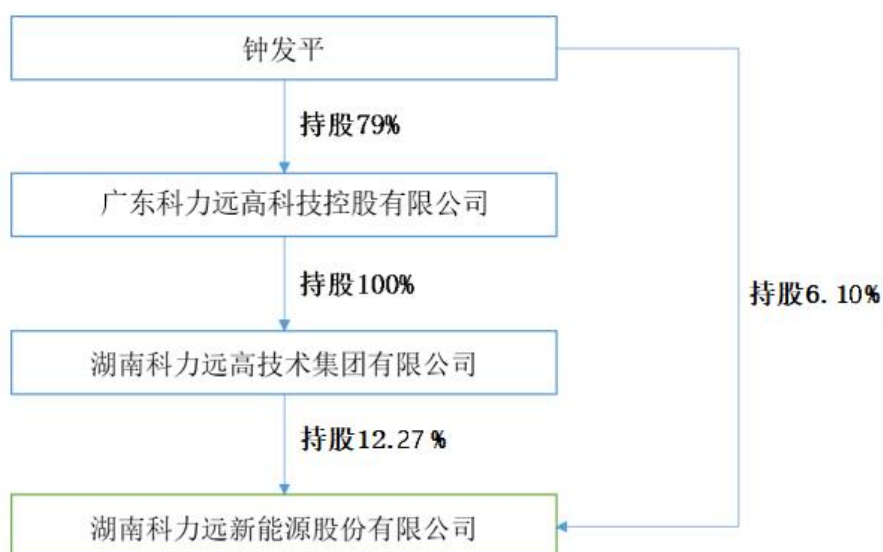 钟发平
持股79%
广东科力远高科技控股有限公司
持股100%
持股6.10%
湖南科力远高技术集团有限公司
持股12.27%
湖南科力远新能源股份有限公司